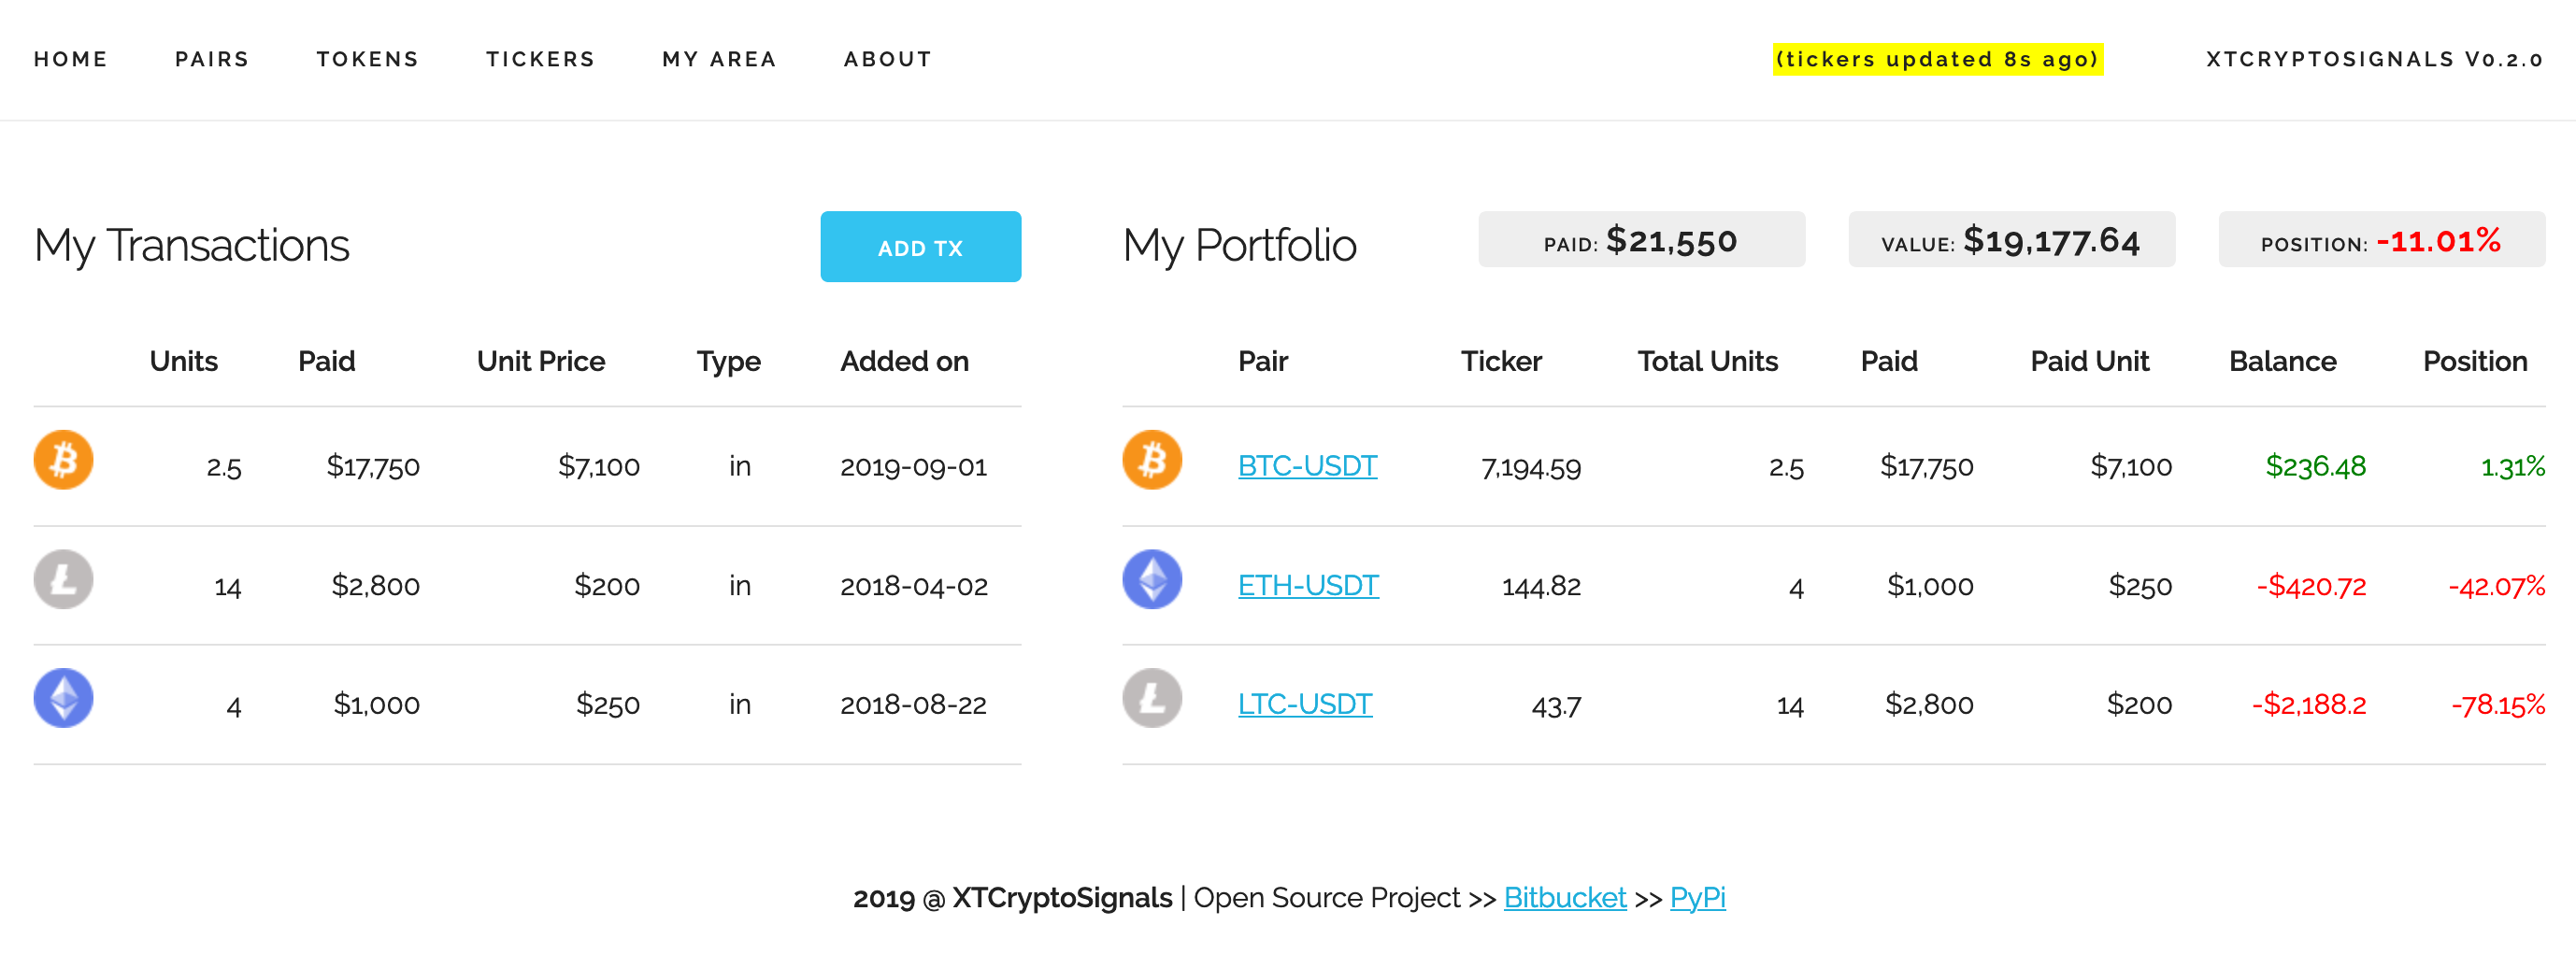 HOME PAIRS TOKENS TICKERS MY AREA ABOUT (tickers updated 8s ago) XTCRYPTOSIGNALS V0.2.0
My Transactions ADD TX
Units Paid Unit Price Type Added on
2.5 $17,750 $7,100 in 2019-09-01
14 $2,800 $200 in 2018-04-02
4 $1,000 $250 in 2018-08-22
My Portfolio PAID: $21,550 VALUE: $19,177.64 POSITION: -11.01%
Pair Ticker Total Units Paid Paid Unit Balance Position
BTC-USDT 7,194.59 2.5 $17,750 $7,100 $236.48 1.31%
ETH-USDT 144.82 4 $1,000 $250 -$420.72 -42.07%
LTC-USDT 43.7 14 $2,800 $200 -$2,188.2 -78.15%
2019 @ XTCryptoSignals | Open Source Project >> Bitbucket >> PyPi